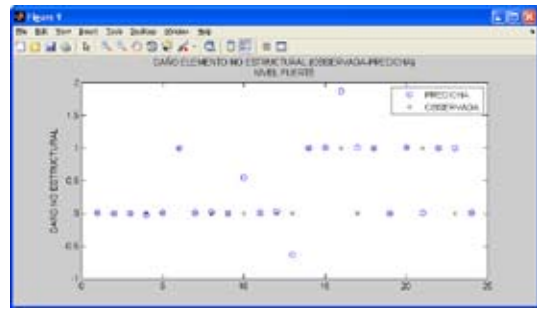 Figure 1
File Edit View Insert Tools Desktop Window Help
DAÑO ELEMENTO NO ESTRUCTURAL (OBSERVADA-PREDICHA)
NIVEL FUERTE
PREDICHA
OBSERVADA
DAÑO NO ESTRUCTURAL
2
1.5
1
0.5
0
-0.5
-1
0 5 10 15 20 25